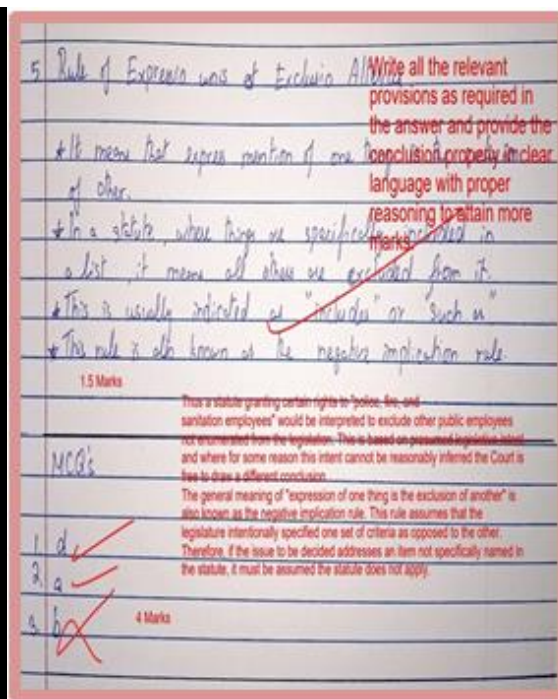 5 Rule of Expressio unis et Exclusio
Write all the relevant
provisions as required in
the answer and provide the
conclusion properly in clear
language with proper
reasoning to attain more
marks.
* It means that express mention of one
of other.
* In a statute, where things are specifically included in
a list, it means all others are excluded from it.
* This is usually indicated as "includes" or "such as"
* This rule is also known as the negative implication rule.
1.5 Marks
Thus a statute granting certain rights to "police, fire, and
sanitation employees" would be interpreted to exclude other public employees
not enumerated from the legislation. This is based on presumed legislative intent
and where for some reason this intent cannot be reasonably inferred the Court is
free to draw a different conclusion.
The general meaning of "expression of one thing is the exclusion of another" is
also known as the negative implication rule. This rule assumes that the
legislature intentionally specified one set of criteria as opposed to the other.
Therefore, if the issue to be decided addresses an item not specifically named in
the statute, it must be assumed the statute does not apply.
MCQ's
1. d
2. a
3. b
4 Marks